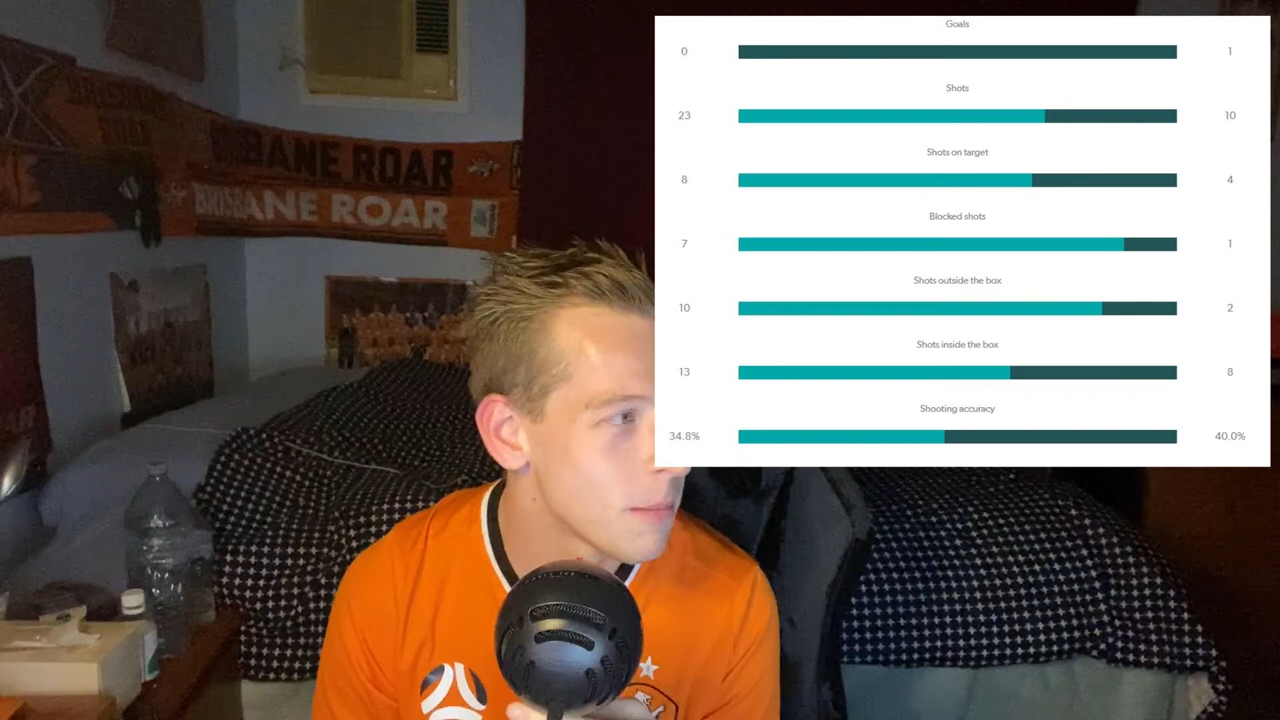 Goals
0 1
Shots
23 10
Shots on target
8 4
Blocked shots
7 1
Shots outside the box
10 2
Shots inside the box
13 8
Shooting accuracy
34.8% 40.0%
BRISBANE ROAR
BRISBANE ROAR